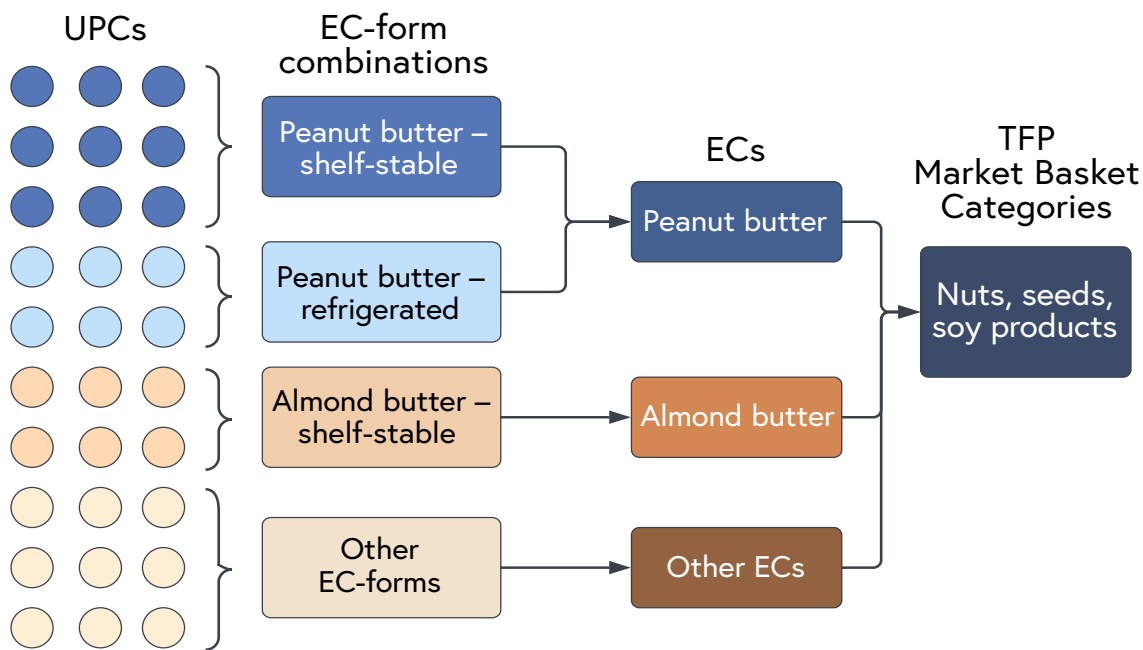 UPCs
EC-form
combinations
Peanut butter –
shelf-stable
Peanut butter –
refrigerated
Almond butter –
shelf-stable
Other
EC-forms
ECs
Peanut butter
Almond butter
Other ECs
TFP
Market Basket
Categories
Nuts, seeds,
soy products